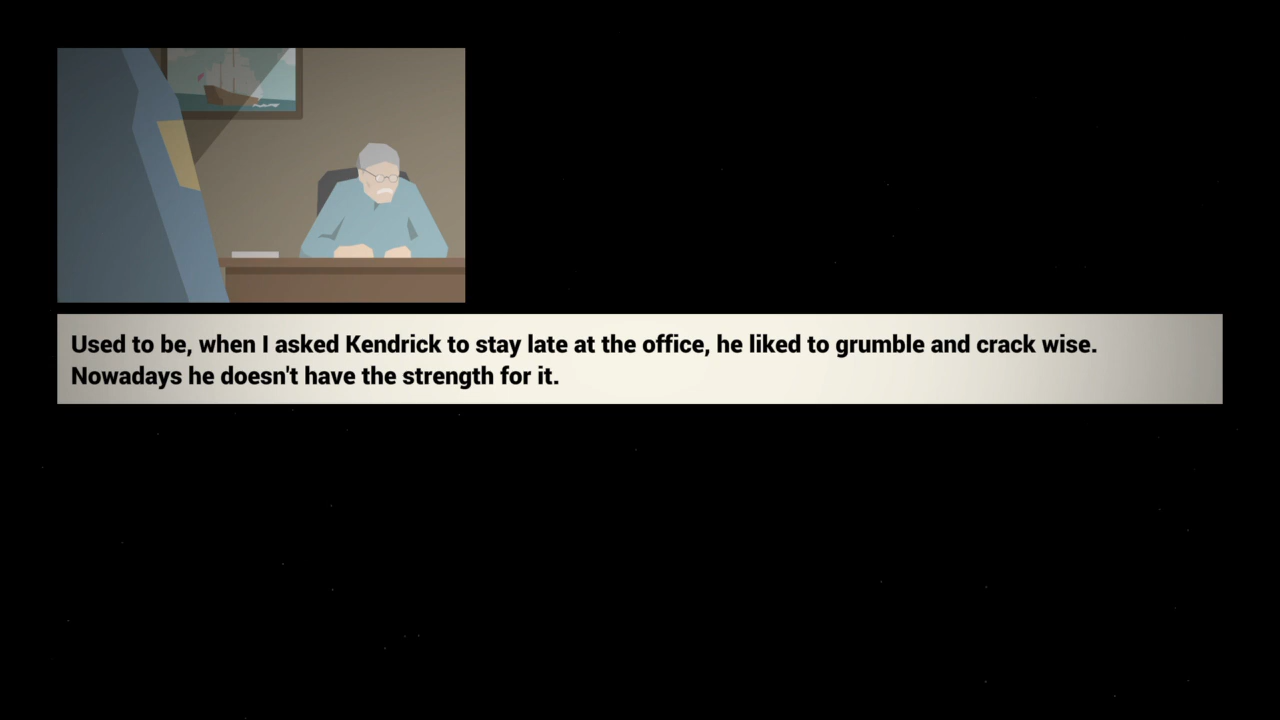 Used to be, when I asked Kendrick to stay late at the office, he liked to grumble and crack wise.
Nowadays he doesn't have the strength for it.